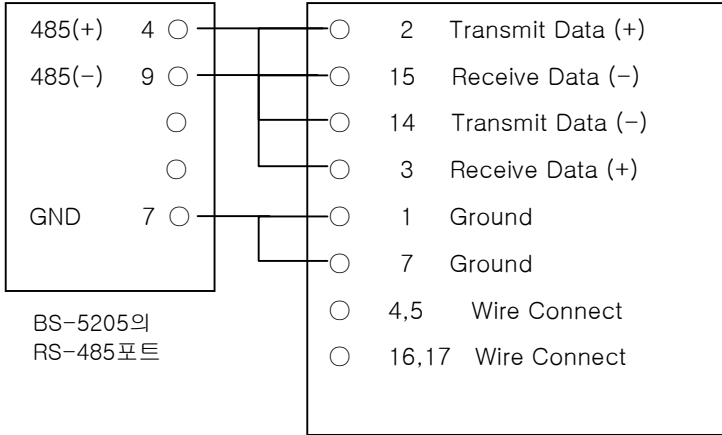 485(+) 4 2 Transmit Data (+)
485(-) 9 15 Receive Data (-)
14 Transmit Data (-)
3 Receive Data (+)
GND 7 1 Ground
7 Ground
4,5 Wire Connect
16,17 Wire Connect
BS-5205의
RS-485포트